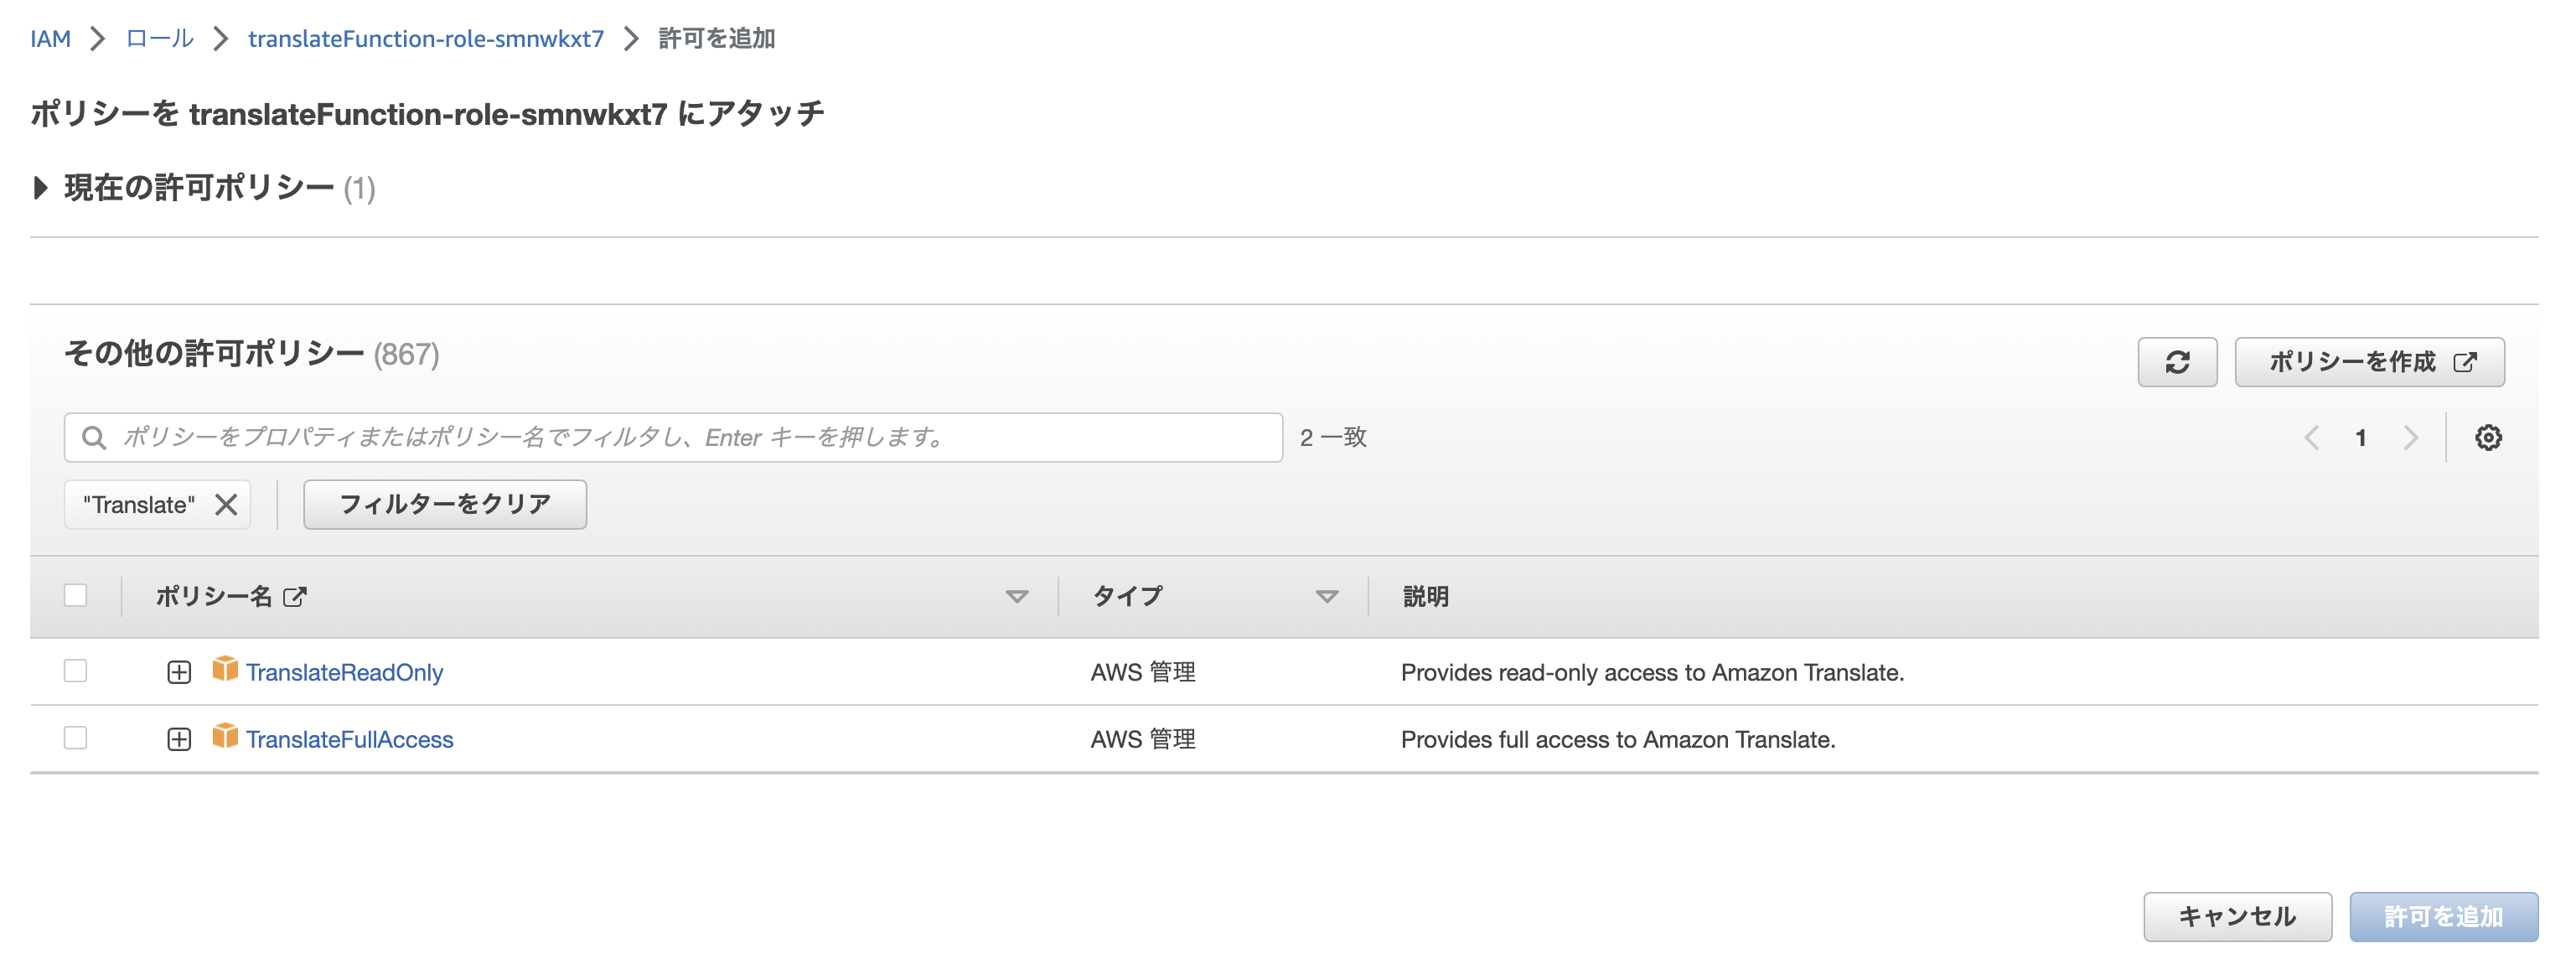 IAM > ロール > translateFunction-role-smnwkxt7 > 許可を追加
ポリシーを translateFunction-role-smnwkxt7 にアタッチ
現在の許可ポリシー (1)
その他の許可ポリシー (867)
ポリシーを作成
ポリシーをプロパティまたはポリシー名でフィルタし、Enter キーを押します。 2 一致 1
"Translate" フィルターをクリア
ポリシー名 タイプ 説明
TranslateReadOnly AWS 管理 Provides read-only access to Amazon Translate.
TranslateFullAccess AWS 管理 Provides full access to Amazon Translate.
キャンセル 許可を追加